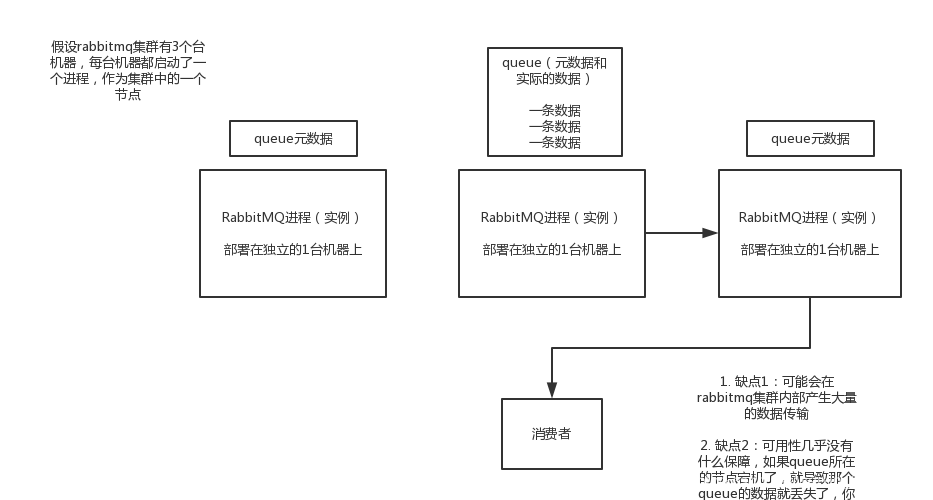 假设rabbitmq集群有3个台
机器，每台机器都启动了一
个进程，作为集群中的一个
节点
queue（元数据和
实际的数据）
一条数据
一条数据
一条数据
queue元数据
queue元数据
RabbitMQ进程（实例）
部署在独立的1台机器上
RabbitMQ进程（实例）
部署在独立的1台机器上
RabbitMQ进程（实例）
部署在独立的1台机器上
消费者
1. 缺点1：可能会在
rabbitmq集群内部产生大量
的数据传输
2. 缺点2：可用性几乎没有
什么保障，如果queue所在
的节点宕机了，就导致那个
queue的数据就丢失了，你